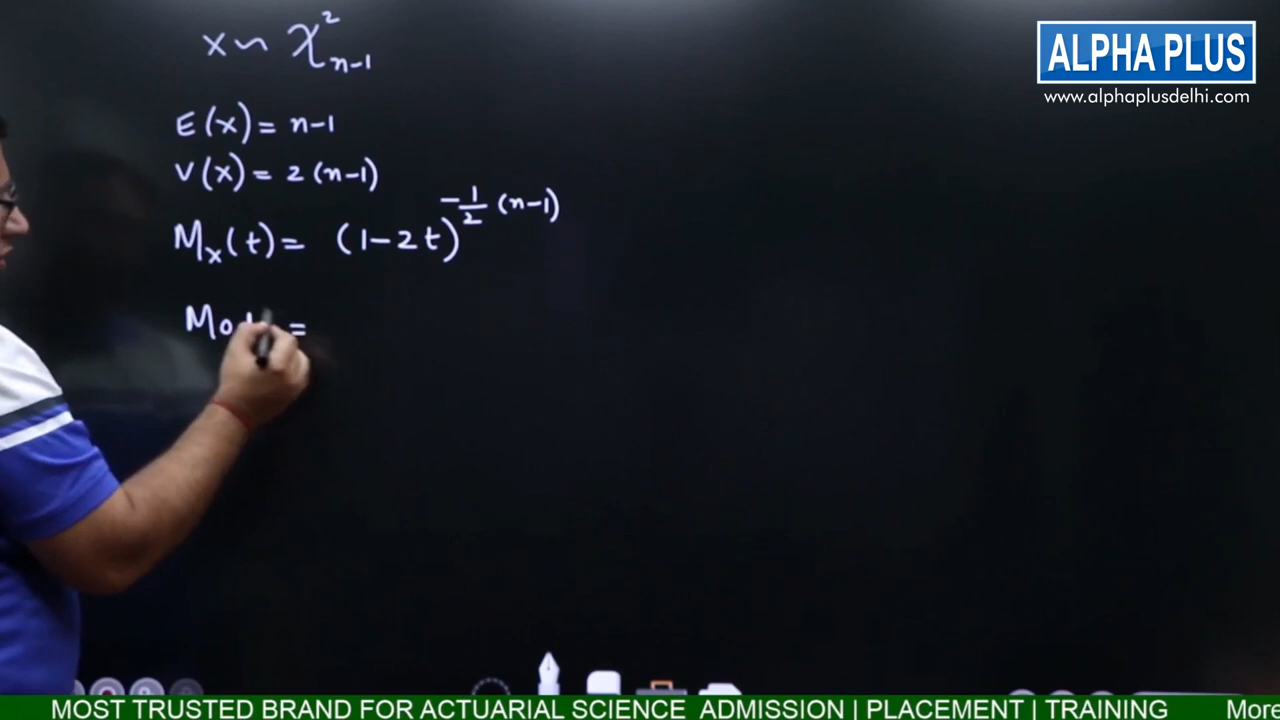 x ~ χ²ₙ₋₁
E(x) = n-1
V(x) = 2(n-1)
Mₓ(t) = (1-2t)^(-1/2 (n-1))
=
ALPHA PLUS
www.alphaplusdelhi.com
MOST TRUSTED BRAND FOR ACTUARIAL SCIENCE ADMISSION | PLACEMENT | TRAINING More